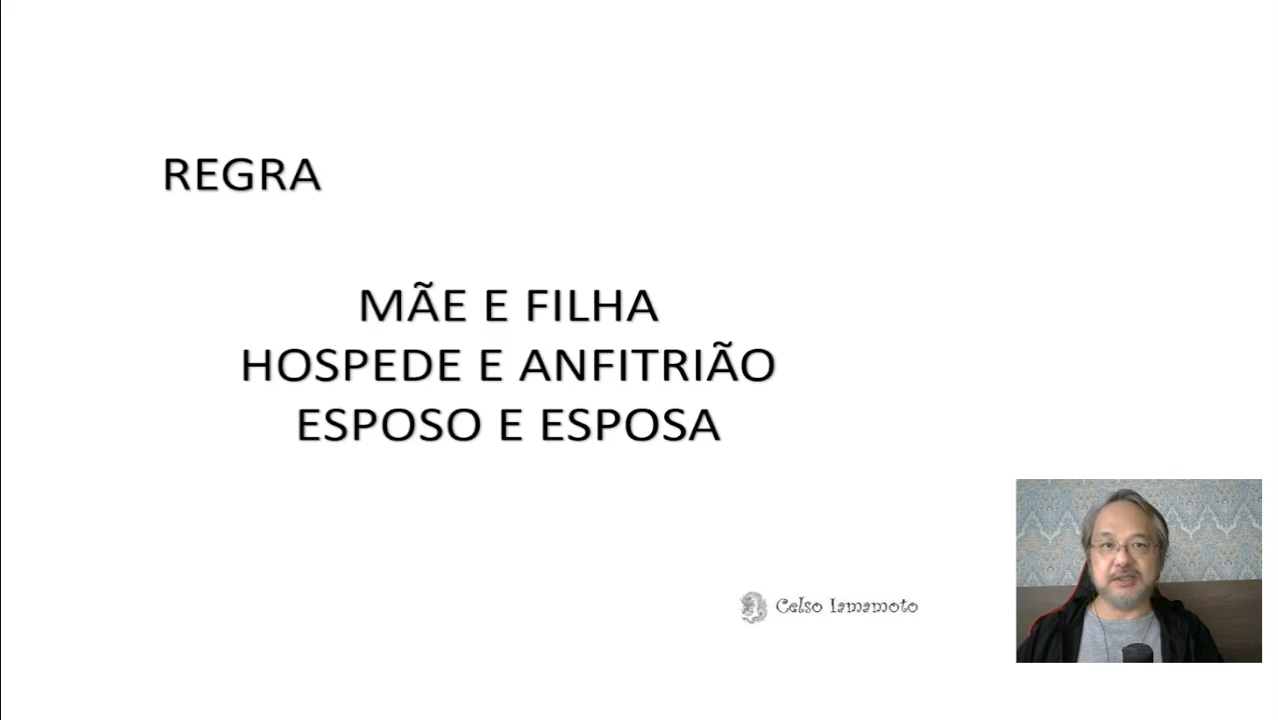 REGRA
MÃE E FILHA
HOSPEDE E ANFITRIÃO
ESPOSO E ESPOSA
Celso Iamamoto